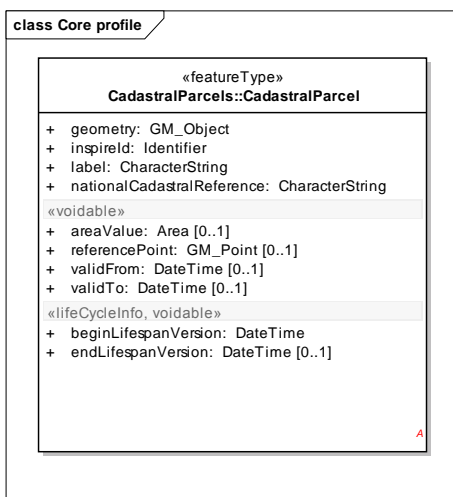 class Core profile
«featureType»
CadastralParcels::CadastralParcel
+ geometry: GM_Object
+ inspireId: Identifier
+ label: CharacterString
+ nationalCadastralReference: CharacterString
«voidable»
+ areaValue: Area [0..1]
+ referencePoint: GM_Point [0..1]
+ validFrom: DateTime [0..1]
+ validTo: DateTime [0..1]
«lifeCycleInfo, voidable»
+ beginLifespanVersion: DateTime
+ endLifespanVersion: DateTime [0..1]
A